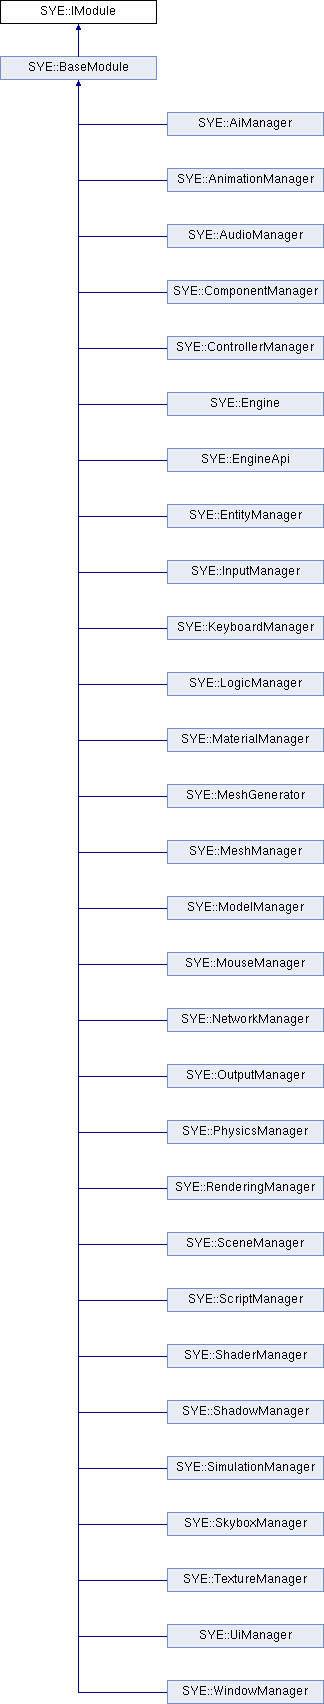 SYE::IModule
SYE::BaseModule
SYE::AiManager
SYE::AnimationManager
SYE::AudioManager
SYE::ComponentManager
SYE::ControllerManager
SYE::Engine
SYE::EngineApi
SYE::EntityManager
SYE::InputManager
SYE::KeyboardManager
SYE::LogicManager
SYE::MaterialManager
SYE::MeshGenerator
SYE::MeshManager
SYE::ModelManager
SYE::MouseManager
SYE::NetworkManager
SYE::OutputManager
SYE::PhysicsManager
SYE::RenderingManager
SYE::SceneManager
SYE::ScriptManager
SYE::ShaderManager
SYE::ShadowManager
SYE::SimulationManager
SYE::SkyboxManager
SYE::TextureManager
SYE::UiManager
SYE::WindowManager